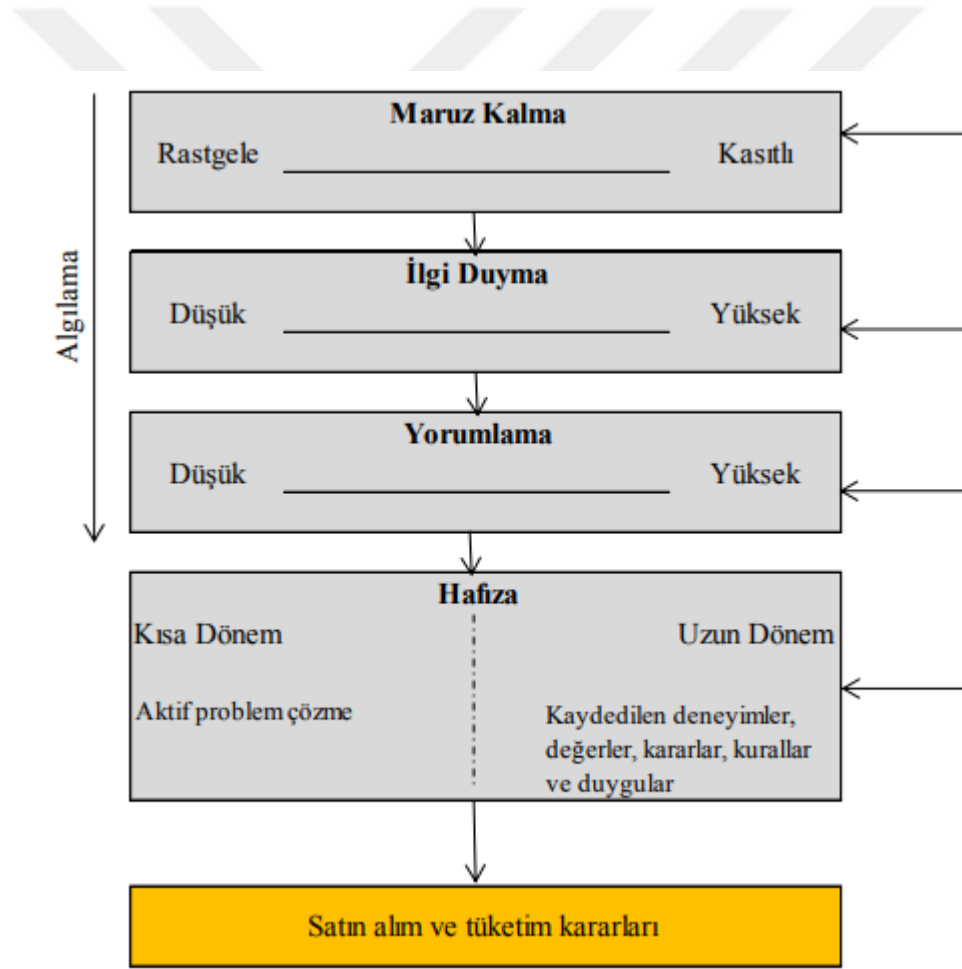 Maruz Kalma
Rastgele Kasıtlı
İlgi Duyma
Düşük Yüksek
Algılama
Yorumlama
Düşük Yüksek
Hafıza
Kısa Dönem Uzun Dönem
Aktif problem çözme
Kaydedilen deneyimler,
değerler, kararlar, kurallar
ve duygular
Satın alım ve tüketim kararları